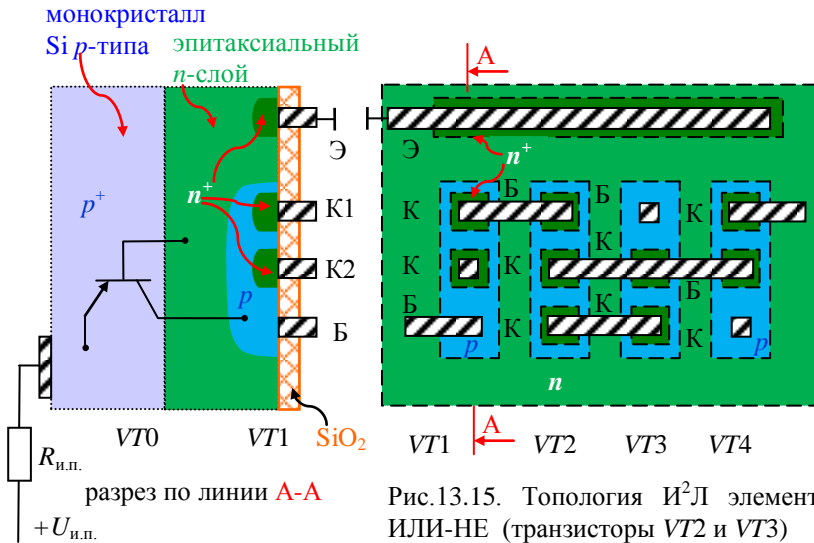 монокристалл
Si p-типа
эпитаксиальный
n-слой
А
Э
Э
n⁺
n⁺
p⁺
К1
К2
Б
p
К
Б
Б
К
К
К
К
К
Б
К
Б
К
К
p
p
n
VT0
VT1
SiO₂
А
VT1
VT2
VT3
VT4
Rи.п.
+Uи.п.
разрез по линии А-А
Рис.13.15. Топология И²Л элемент
ИЛИ-НЕ (транзисторы VT2 и VT3)